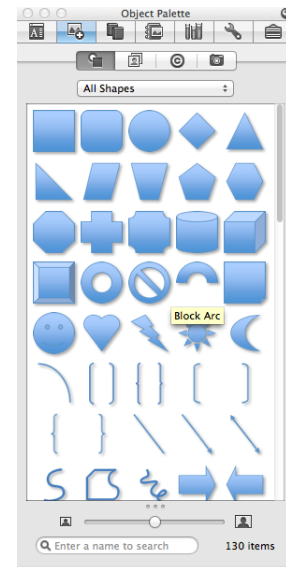 Object Palette
A
©
All Shapes
Block Arc
Enter a name to search
130 items